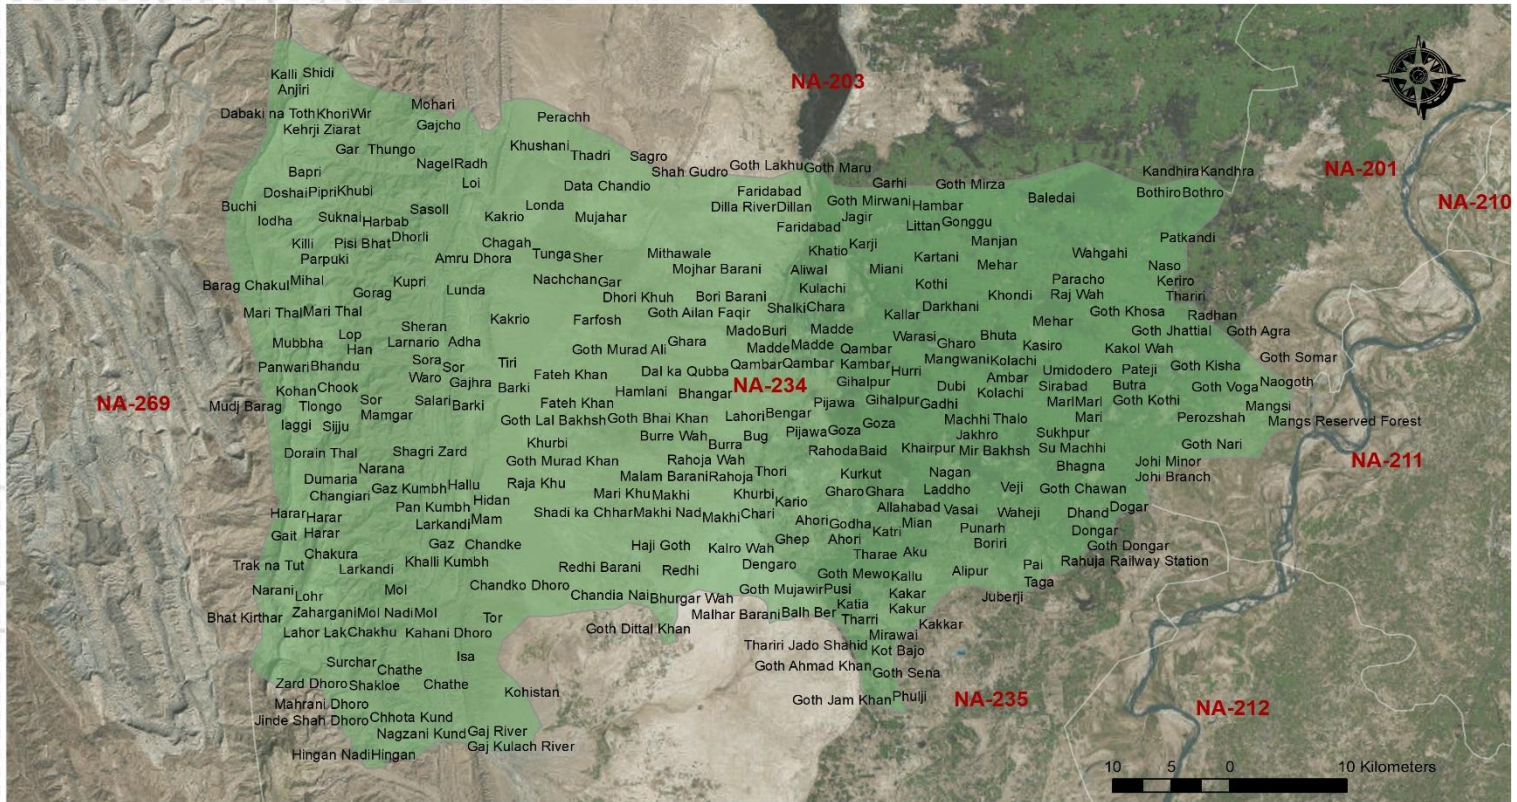 NA-203
Kalli Shidi
Anjiri
Dabaki na Toth Khori Wir
Mohari
Kehrji Ziarat
Gajcho
Perachh
Gar Thungo
Khushani
Thadri
Sagro
Nagel Radh
Shah Gudro
Goth Lakhu
Goth Maru
Kandhira Kandhra
NA-201
Bapri
Loi
Data Chandio
Faridabad
Garhi
Goth Mirza
Doshai Pipri Khubi
Bothiro Bothro
Buchi
Sasoll
Londa
Dilla River Dillan
Goth Mirwani Hambar
Baledai
NA-210
Iodha
Suknai Harbab
Kakrio
Mujahar
Faridabad
Jagir
Littan Gonggu
Killi
Pisi Bhat
Dhorli
Chagah
Khatio
Karji
Manjan
Patkandi
Parpuki
Amru Dhora
Tunga Sher
Mithawale
Kartani
Mehar
Wahgahi
Naso
Barag Chakul
Mihal
Kupri
Nachchan Gar
Mojhar Barani
Aliwal
Miani
Kothi
Paracho
Keriro
Gorag
Lunda
Dhori Khuh
Bori Barani
Kulachi
Khondi
Raj Wah
Thariri
Mari Thal Mari Thal
Goth Ailan Faqir
Shalki Chara
Darkhani
Goth Khosa
Radhan
Kakrio
Farfosh
Kallar
Mehar
Sheran
Mado Buri
Madde
Goth Jhattial
Goth Agra
Mubbha
Lop
Larnario
Adha
Ghara
Warasi
Bhuta
Han
Goth Murad Ali
Madde Madde
Qambar
Gharo
Kasiro
Kakol Wah
Goth Somar
Panwari Bhandu
Sora
Sor
Tiri
Dal ka Qubba
Qambar Qambar
Kambar
Hurri
Mangwani Kolachi
Umidodero
Pateji
Goth Kisha
Waro
Gajhra
Fateh Khan
NA-234
Gihalpur
Ambar
Kohan Chook
Barki
Hamlani
Bhangar
Dubi
Kolachi
Sirabad
Butra
Goth Voga
Naogoth
NA-269
Mudj Barag
Tlongo
Sor
Salari Barki
Fateh Khan
Pijawa
Gihalpur
Gadhi
Marl Marl
Goth Kothi
Mangsi
Iaggi
Mamgar
Goth Lal Bakhsh Goth Bhai Khan
Lahori Bengar
Machhi Thalo
Mari
Perozshah
Mangs Reserved Forest
Sijju
Burre Wah
Bug
Pijawa Goza
Goza
Jakhro
Sukhpur
Khurbi
Burra
Goth Nari
Dorain Thal
Shagri Zard
Rahoda Baid
Khairpur
Mir Bakhsh
Su Machhi
NA-211
Narana
Goth Murad Khan
Rahoja Wah
Bhagna
Johi Minor
Dumaria
Malam Barani Rahoja
Thori
Kurkut
Nagan
Johi Branch
Changiari
Gaz Kumbh
Hallu
Raja Khu
Mari Khu Makhi
Khurbi
Gharo Ghara
Laddho
Veji
Goth Chawan
Hidan
Kario
Pan Kumbh
Allahabad
Vasai
Dogar
Harar Harar
Shadi ka Chhar Makhi Nad
Makhi Chari
Waheji
Dhand
Larkandi
Mam
Ahori
Godha
Mian
Gait
Harar
Katri
Punarh
Dongar
Gaz
Chandke
Haji Goth
Kalro Wah
Ghep
Ahori
Boriri
Goth Dongar
Chakura
Tharae
Aku
Trak na Tut
Larkandi
Khalli Kumbh
Redhi Barani
Redhi
Dengaro
Pai
Rahuja Railway Station
Goth Mewo
Kallu
Alipur
Narani
Mol
Chandko Dhoro
Taga
Lohr
Chandia Nai
Bhurgar Wah
Goth Mujawir
Pusi
Kakar
Juberji
Bhat Kirthar
Zahargani
Mol Nadi
Mol
Tor
Malhar Barani
Balh Ber
Katia
Kakur
Tharri
Kakkar
Lahor Lak Chakhu
Kahani Dhoro
Goth Dittal Khan
Mirawai
Thariri Jado Shahid
Kot Bajo
Surchar
Isa
Chathe
Goth Ahmad Khan
Goth Sena
Zard Dhoro Shakloe
Chathe
Kohistan
Goth Jam Khan
Phulji
NA-235
NA-212
Mahrani Dhoro
Jinde Shah Dhoro
Chhota Kund
Nagzani Kund
Gaj River
Gaj Kulach River
Hingan Nadi Hingan
10 5 0 10 Kilometers